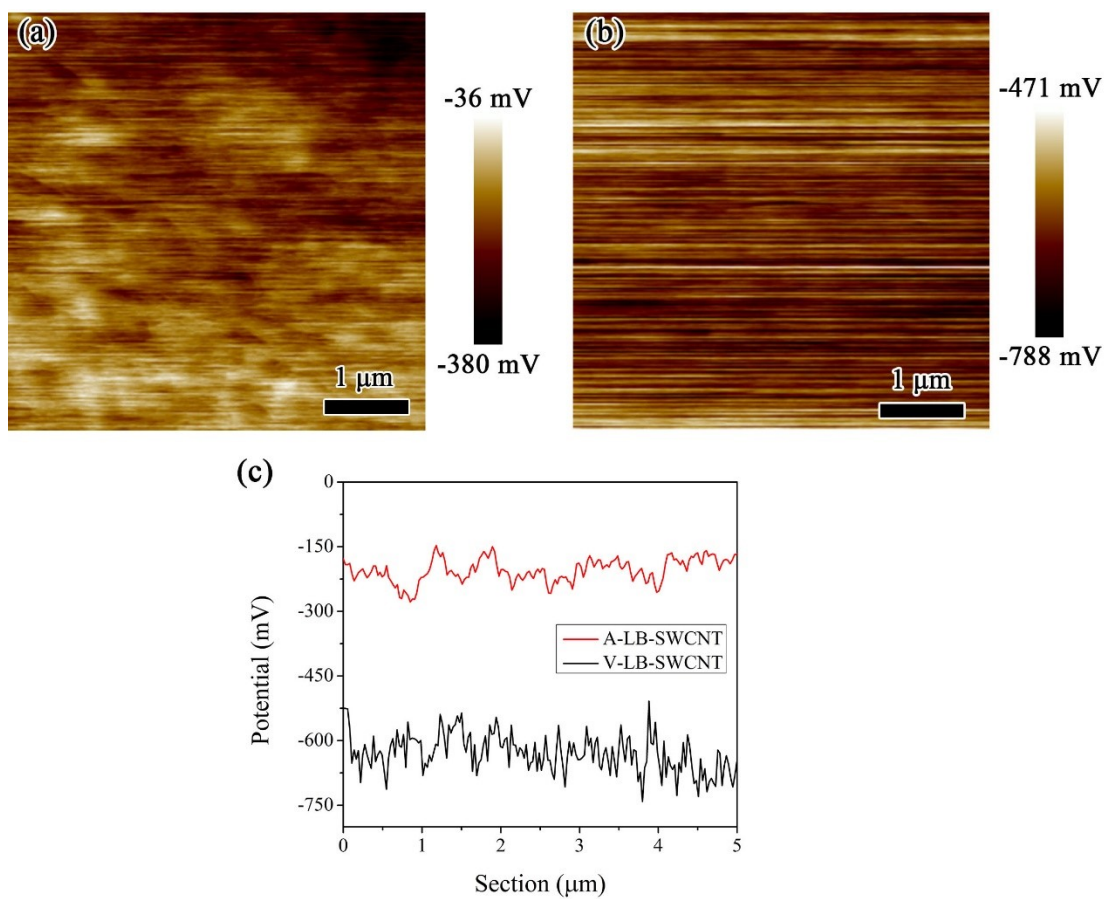 (a)
-36 mV
-380 mV
1 μm
(b)
-471 mV
-788 mV
1 μm
(c)
0
-150
-300
-450
-600
-750
Potential (mV)
A-LB-SWCNT
V-LB-SWCNT
0 1 2 3 4 5
Section (μm)